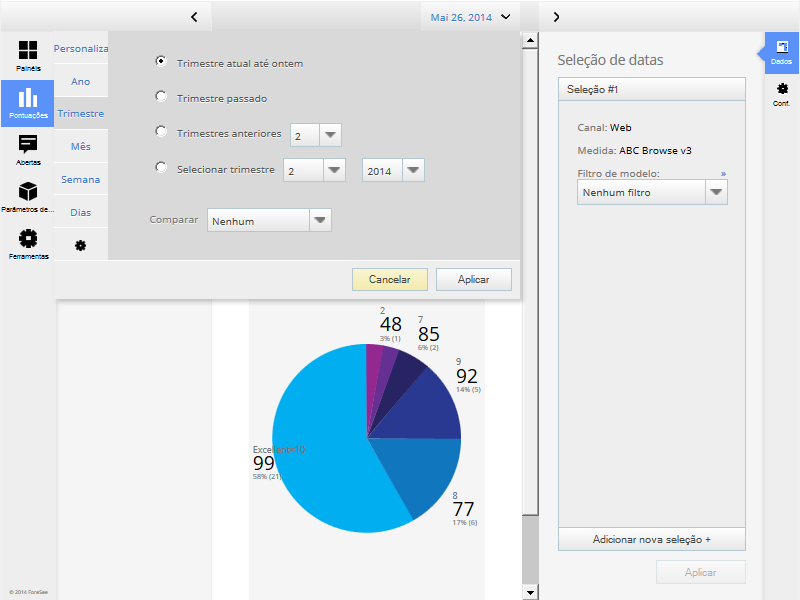 Mai 26, 2014
Painéis
Pontuações
Abertas
Parâmetros de...
Ferramentas
Personaliza
Ano
Trimestre
Mês
Semana
Dias
Trimestre atual até ontem
Trimestre passado
Trimestres anteriores 2
Selecionar trimestre 2 2014
Comparar Nenhum
Cancelar Aplicar
2
48
3% (1)
7
85
6% (2)
9
92
14% (5)
Excellent=10
99
58% (21)
8
77
17% (6)
Seleção de datas
Seleção #1
Canal: Web
Medida: ABC Browse v3
Filtro de modelo: »
Nenhum filtro
Adicionar nova seleção +
Aplicar
Dados
Conf.
© 2014 ForeSee